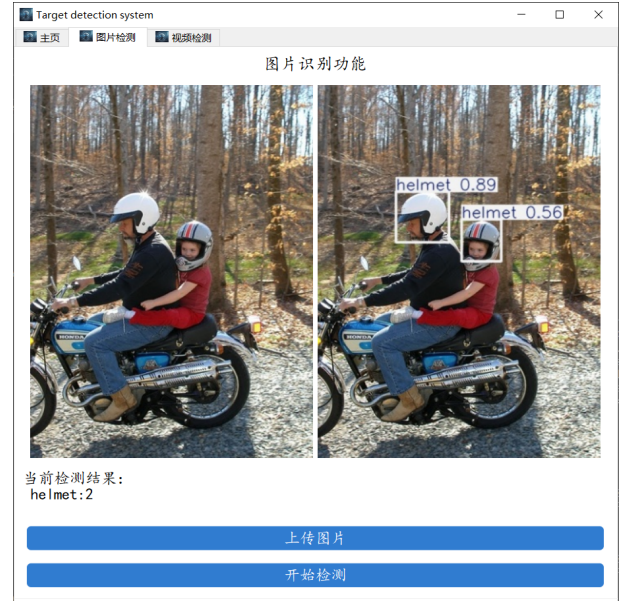 Target detection system
主页 图片检测 视频检测
图片识别功能
helmet 0.89
helmet 0.56
HONDA
HONDA
当前检测结果:
helmet:2
上传图片
开始检测